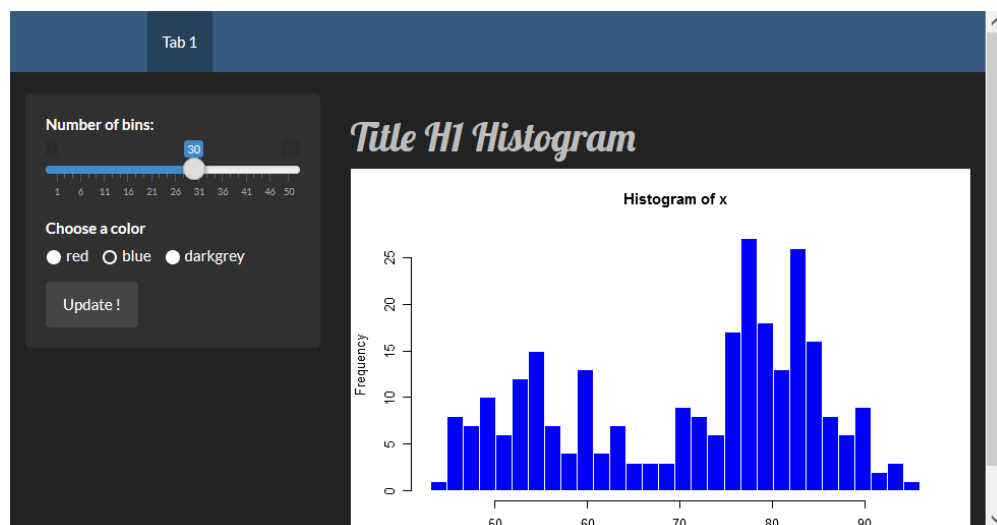 Tab 1
Number of bins:
30
1 6 11 16 21 26 31 36 41 46 50
Choose a color
red blue darkgrey
Update !
Title H1 Histogram
Histogram of x
Frequency
25
20
15
10
5
0
50 60 70 80 90